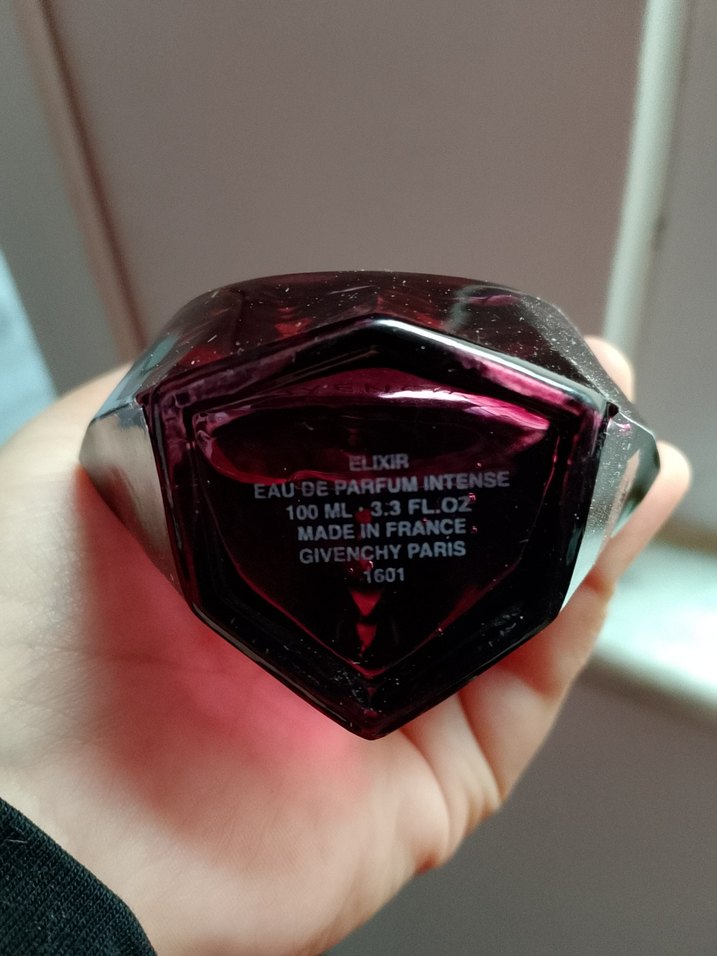 ELIXIR
EAU DE PARFUM INTENSE
100 ML • 3.3 FL.OZ
MADE IN FRANCE
GIVENCHY PARIS
1601